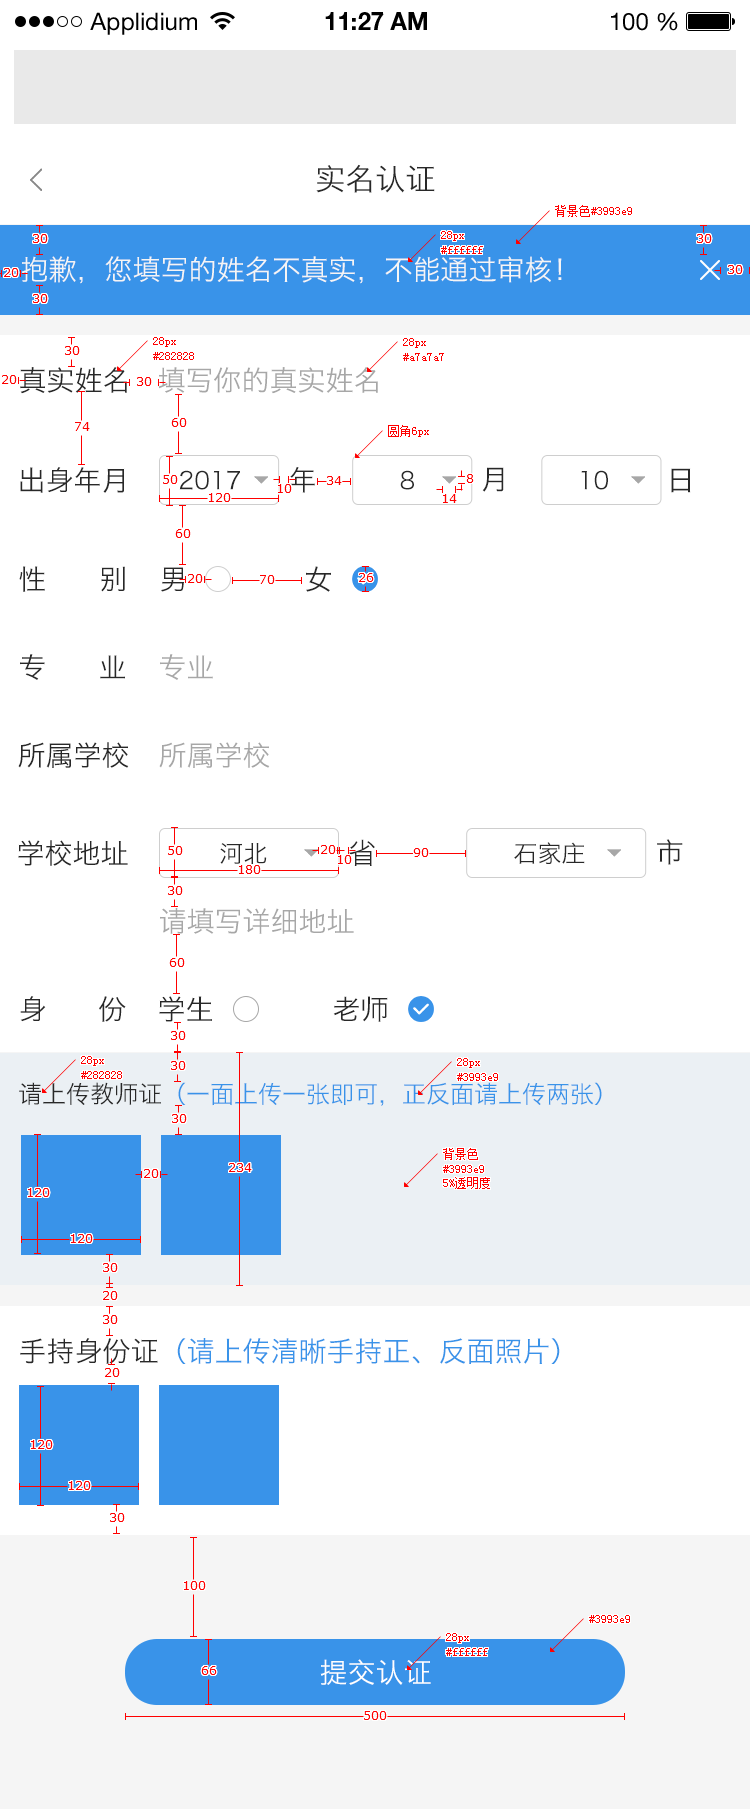 ●●●○○ Applidium 11:27 AM 100 %
实名认证
背景色#3993e9
30 28px #ffffff 30
20 抱歉，您填写的姓名不真实，不能通过审核！ 30
30
30 28px #282828 28px #a7a7a7
20 真实姓名 30 填写你的真实姓名
74 60 圆角6px
出身年月 50 2017 120 10 年 34 8 8 14 月 10 日
60
性 别 男 20 70 女 26
专 业 专业
所属学校 所属学校
学校地址 50 河北 180 20 10 省 90 石家庄 市
30
请填写详细地址
60
身 份 学生 老师
30
30
28px #282828 28px #3993e9
请上传教师证（一面上传一张即可，正反面请上传两张）
30
120 120 20 234 背景色
#3993e9
5%透明度
30
20
30
手持身份证（请上传清晰手持正、反面照片）
20
120
120
30
100
#3993e9
28px #ffffff
66 提交认证
500